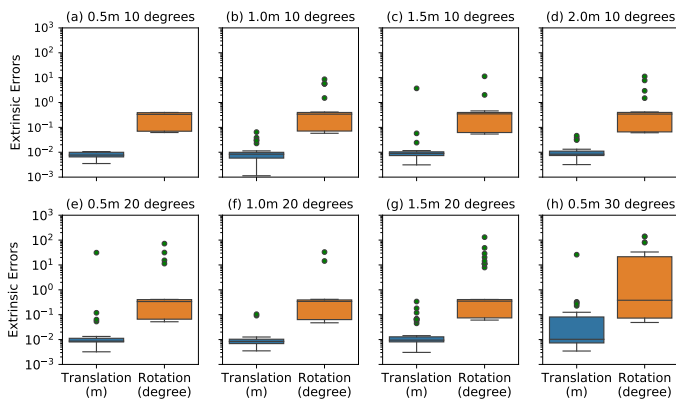 (a) 0.5m 10 degrees
(b) 1.0m 10 degrees
(c) 1.5m 10 degrees
(d) 2.0m 10 degrees
Extrinsic Errors
10³
10²
10¹
10⁰
10⁻¹
10⁻²
10⁻³
(e) 0.5m 20 degrees
(f) 1.0m 20 degrees
(g) 1.5m 20 degrees
(h) 0.5m 30 degrees
Extrinsic Errors
10³
10²
10¹
10⁰
10⁻¹
10⁻²
10⁻³
Translation (m)
Rotation (degree)
Translation (m)
Rotation (degree)
Translation (m)
Rotation (degree)
Translation (m)
Rotation (degree)